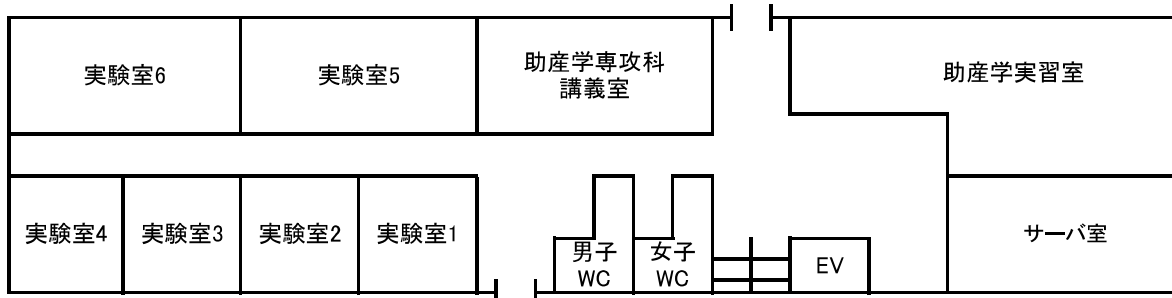 実験室6
実験室5
助産学専攻科
講義室
助産学実習室
実験室4
実験室3
実験室2
実験室1
男子
WC
女子
WC
EV
サーバ室